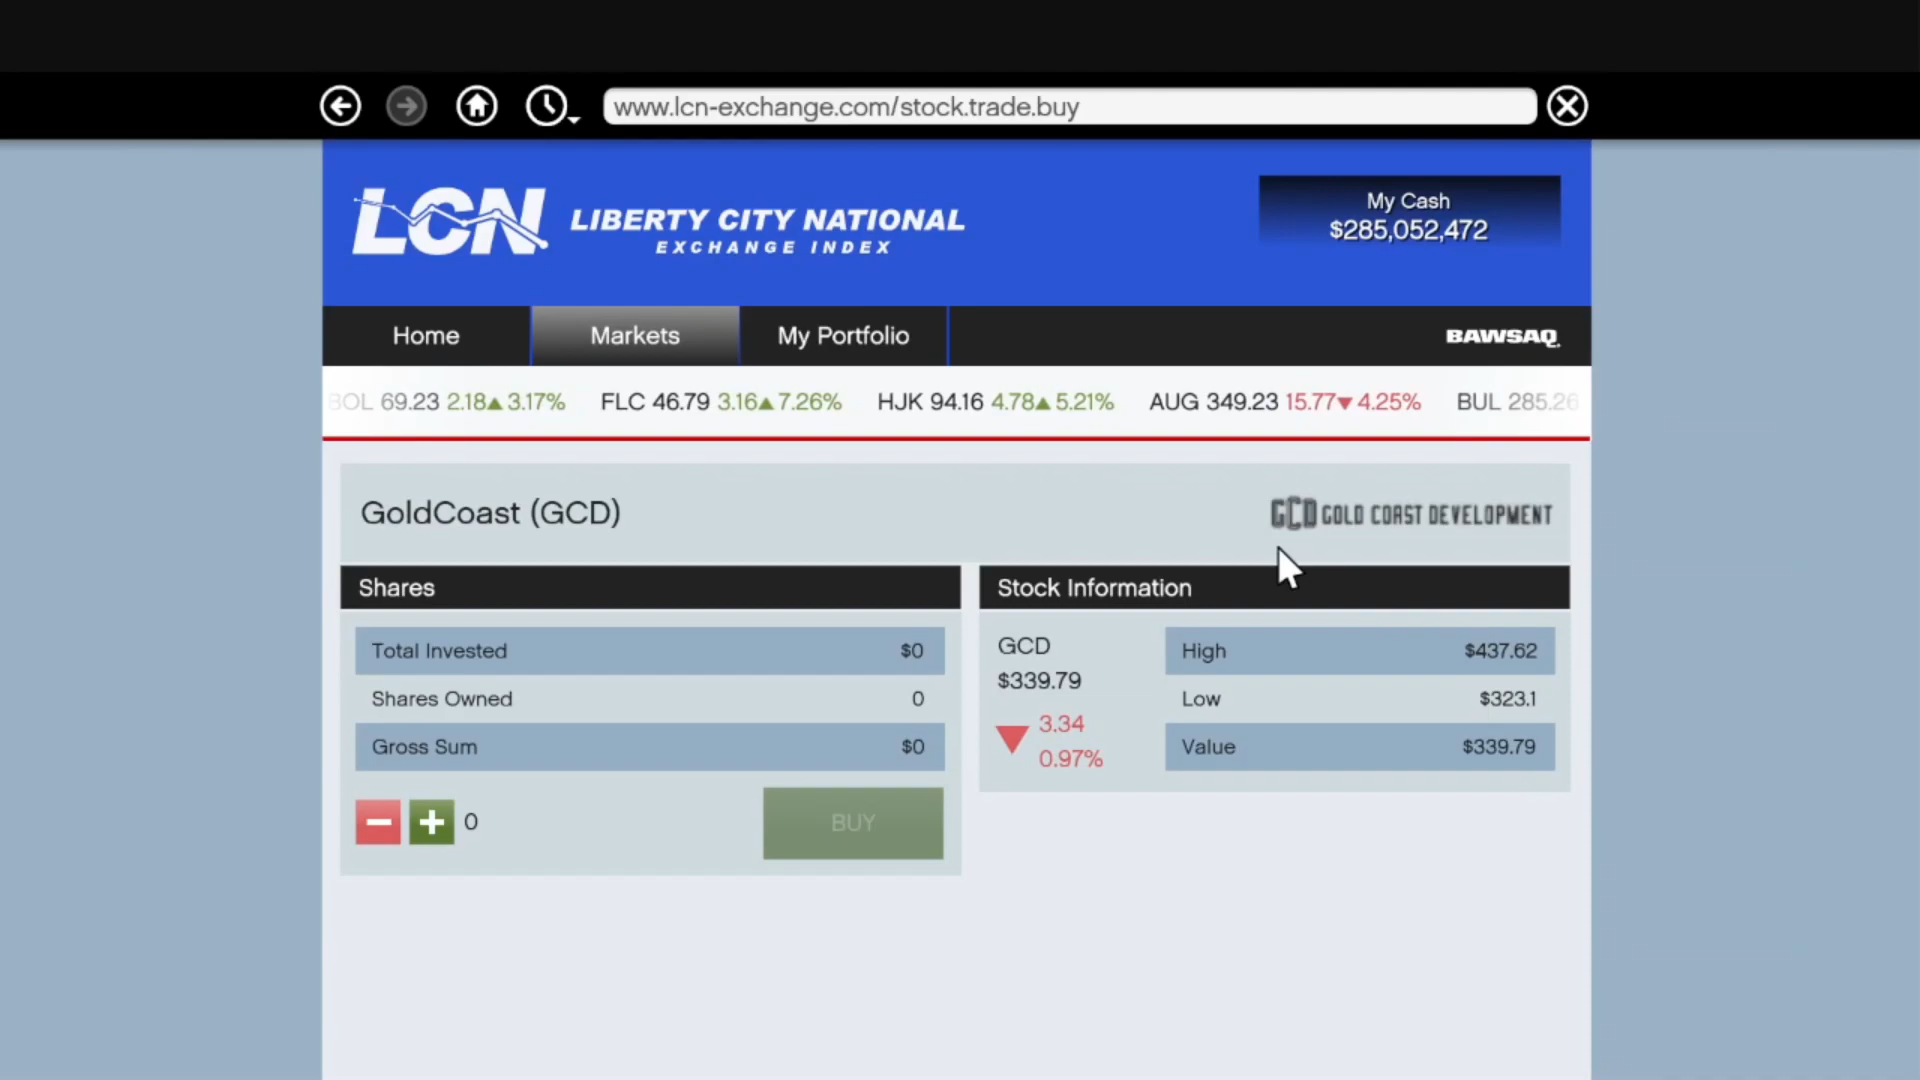 www.lcn-exchange.com/stock.trade.buy
LCN LIBERTY CITY NATIONAL
EXCHANGE INDEX
My Cash
$285,052,472
Home Markets My Portfolio BAWSAQ
BOL 69.23 2.18▲3.17% FLC 46.79 3.16▲7.26% HJK 94.16 4.78▲5.21% AUG 349.23 15.77▼4.25% BUL 285.26
GoldCoast (GCD)
GCD GOLD COAST DEVELOPMENT
Shares
Total Invested $0
Shares Owned 0
Gross Sum $0
0 BUY
Stock Information
GCD
$339.79
3.34
0.97%
High $437.62
Low $323.1
Value $339.79